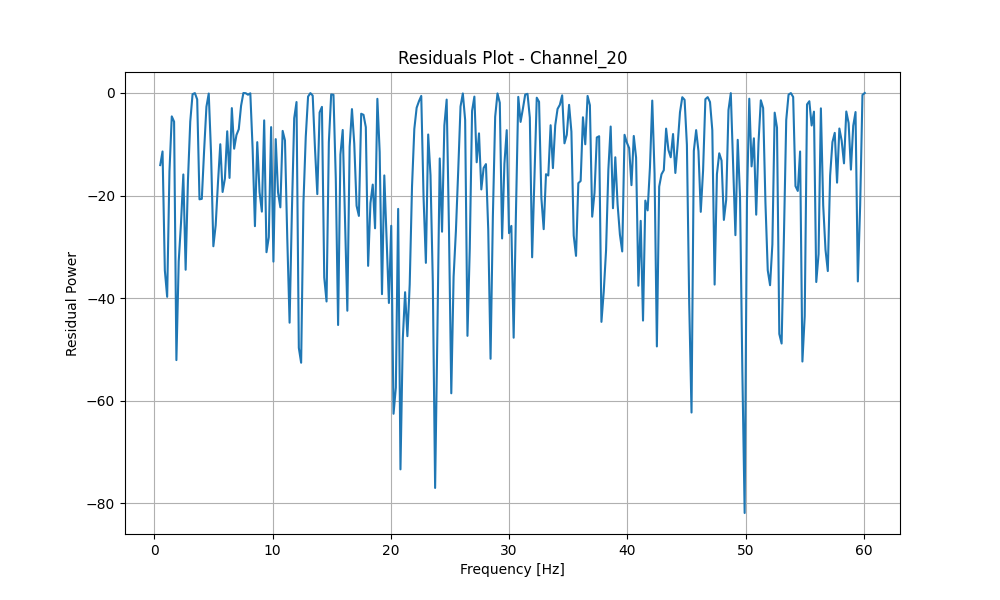 Residuals Plot - Channel_20
Residual Power
0
−20
−40
−60
−80
0 10 20 30 40 50 60
Frequency [Hz]